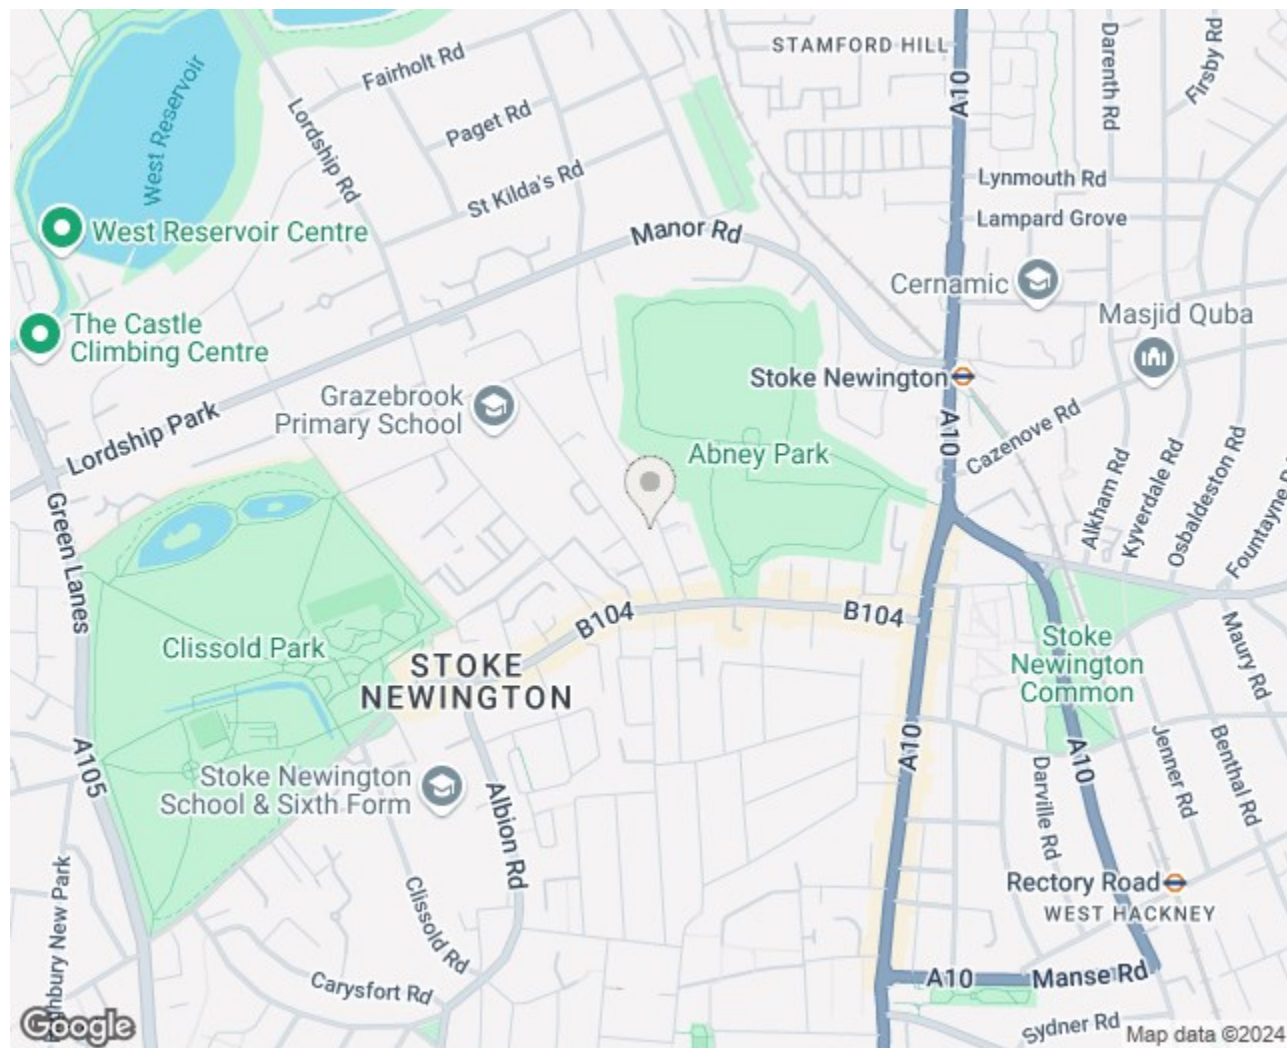 STAMFORD HILL
A10
Darenth Rd
Firsby Rd
Fairholt Rd
Lordship Rd
West Reservoir
Paget Rd
St Kilda's Rd
Lynmouth Rd
Lampard Grove
West Reservoir Centre
Manor Rd
Cernamic
Masjid Quba
The Castle
Climbing Centre
Stoke Newington
Grazebrook
Primary School
Lordship Park
A10
Cazenove Rd
Abney Park
Alkham Rd
Kyverdale Rd
Osbaldeston Rd
Green Lanes
B104
B104
Clissold Park
STOKE
NEWINGTON
Stoke
Newington
Common
Maury Rd
A105
A10
A10
Jenner Rd
Benthal Rd
Stoke Newington
School & Sixth Form
Albion Rd
Darville Rd
Clissold Rd
Rectory Road
WEST HACKNEY
New Park
Carysfort Rd
A10
Manse Rd
Google
Sydner Rd
Map data ©2024